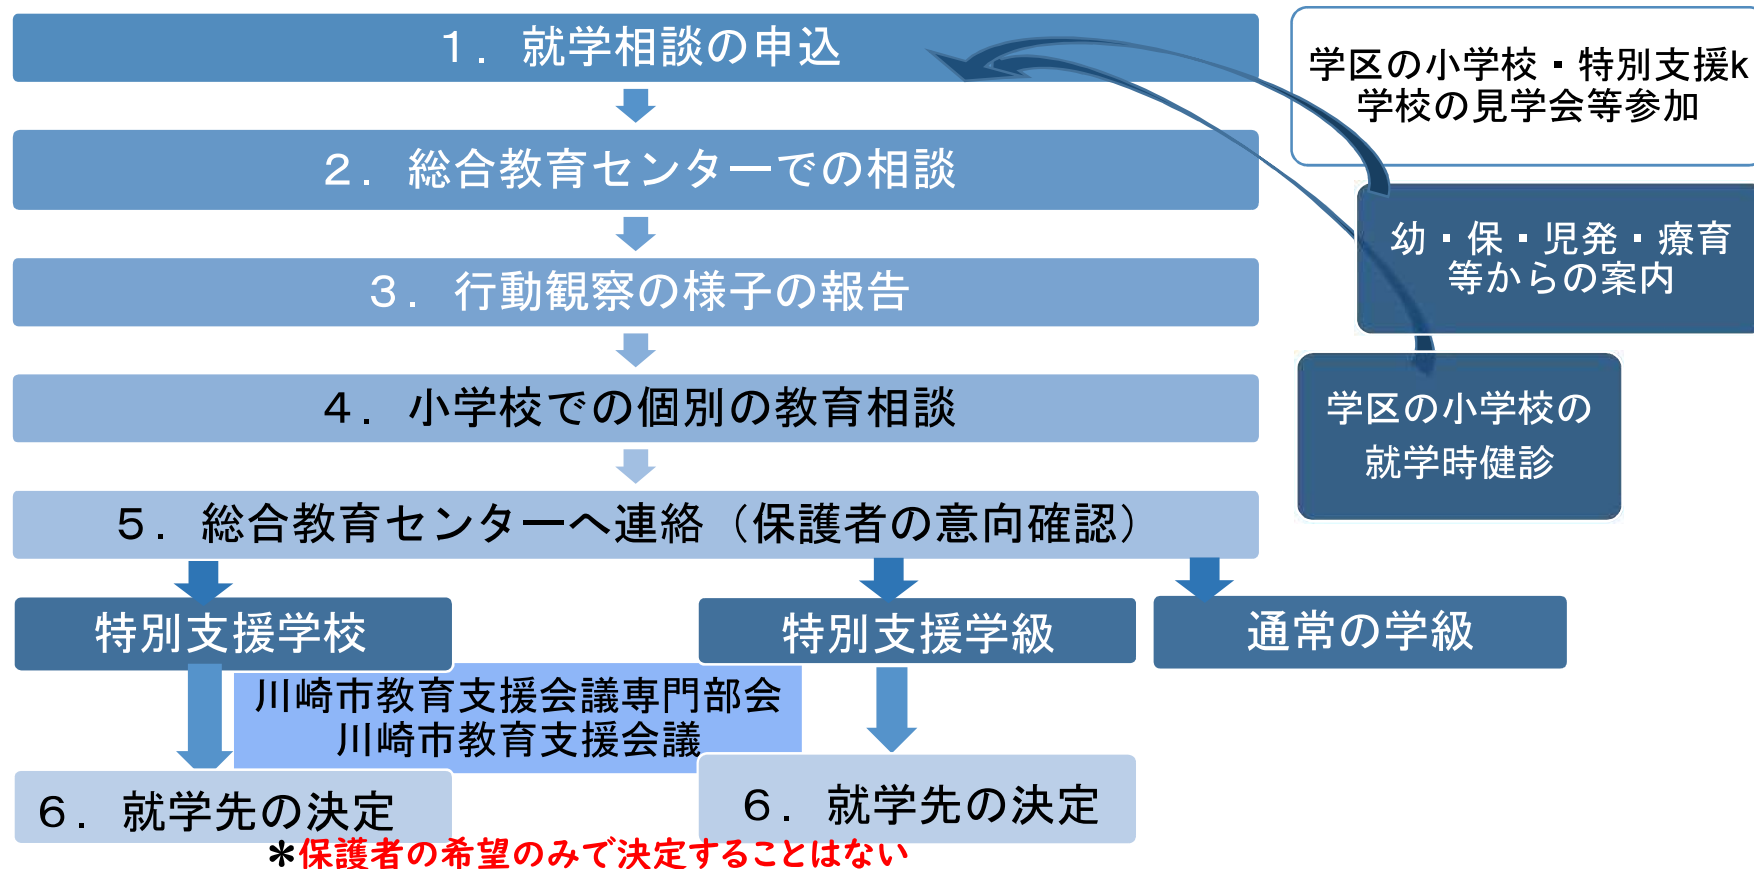 1．就学相談の申込
学区の小学校・特別支援k
学校の見学会等参加
2．総合教育センターでの相談
幼・保・児発・療育
等からの案内
3．行動観察の様子の報告
4．小学校での個別の教育相談
学区の小学校の
就学時健診
5．総合教育センターへ連絡（保護者の意向確認）
特別支援学校
特別支援学級
通常の学級
川崎市教育支援会議専門部会
川崎市教育支援会議
6．就学先の決定
6．就学先の決定
＊保護者の希望のみで決定することはない